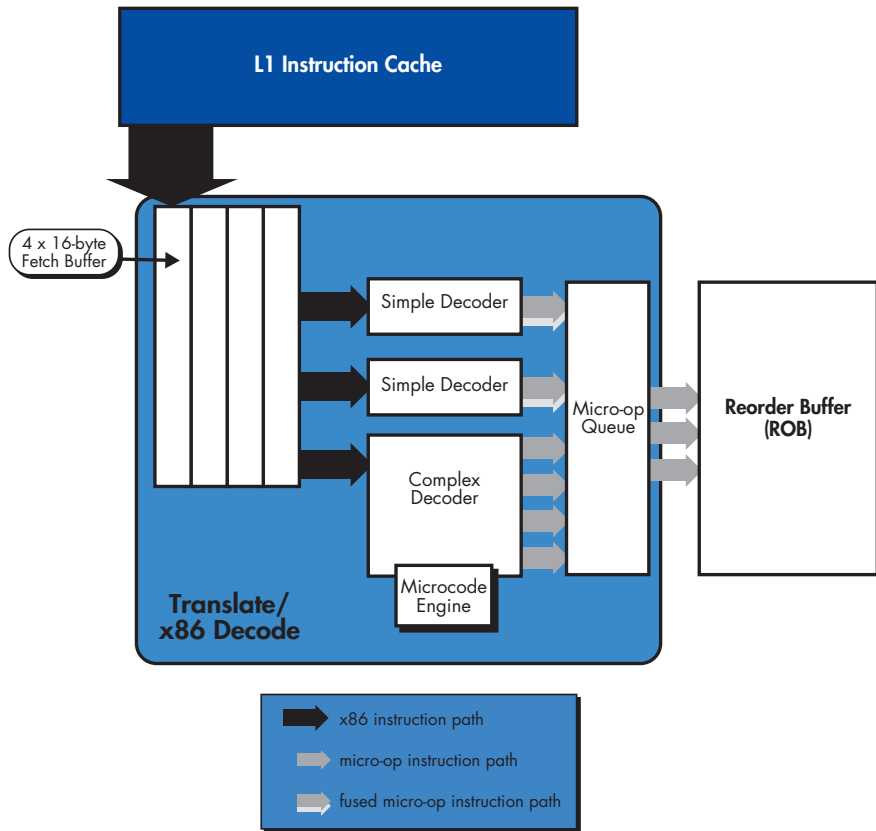 L1 Instruction Cache
4 x 16-byte
Fetch Buffer
Simple Decoder
Simple Decoder
Complex
Decoder
Microcode
Engine
Micro-op
Queue
Reorder Buffer
(ROB)
Translate/
x86 Decode
x86 instruction path
micro-op instruction path
fused micro-op instruction path